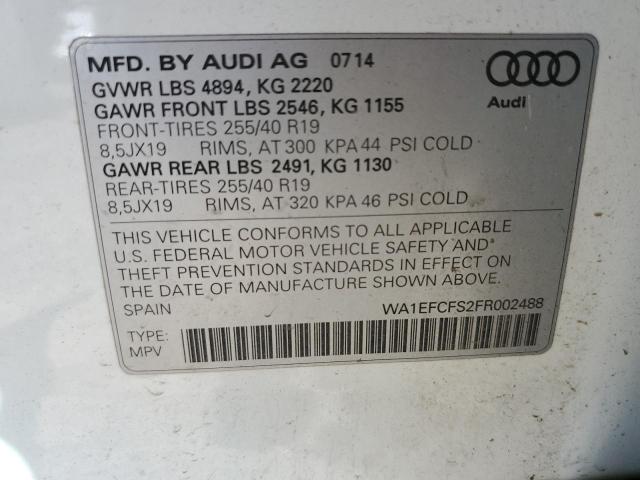 MFD. BY AUDI AG 0714
GVWR LBS 4894, KG 2220
GAWR FRONT LBS 2546, KG 1155
FRONT-TIRES 255/40 R19
8,5JX19 RIMS, AT 300 KPA 44 PSI COLD
GAWR REAR LBS 2491, KG 1130
REAR-TIRES 255/40 R19
8,5JX19 RIMS, AT 320 KPA 46 PSI COLD
Audi
THIS VEHICLE CONFORMS TO ALL APPLICABLE
U.S. FEDERAL MOTOR VEHICLE SAFETY AND
THEFT PREVENTION STANDARDS IN EFFECT ON
THE DATE OF MANUFACTURE SHOWN ABOVE.
SPAIN WA1EFCFS2FR002488
TYPE:
MPV